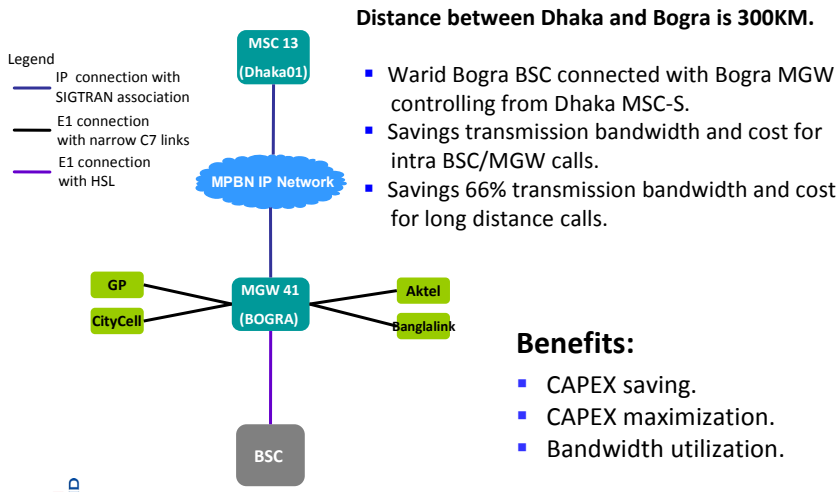 Distance between Dhaka and Bogra is 300KM.
Legend
IP connection with
SIGTRAN association
E1 connection
with narrow C7 links
E1 connection
with HSL
MSC 13
(Dhaka01)
MPBN IP Network
GP
CityCell
MGW 41
(BOGRA)
Aktel
Banglalink
BSC
Warid Bogra BSC connected with Bogra MGW
controlling from Dhaka MSC-S.
Savings transmission bandwidth and cost for
intra BSC/MGW calls.
Savings 66% transmission bandwidth and cost
for long distance calls.
Benefits:
CAPEX saving.
CAPEX maximization.
Bandwidth utilization.
D